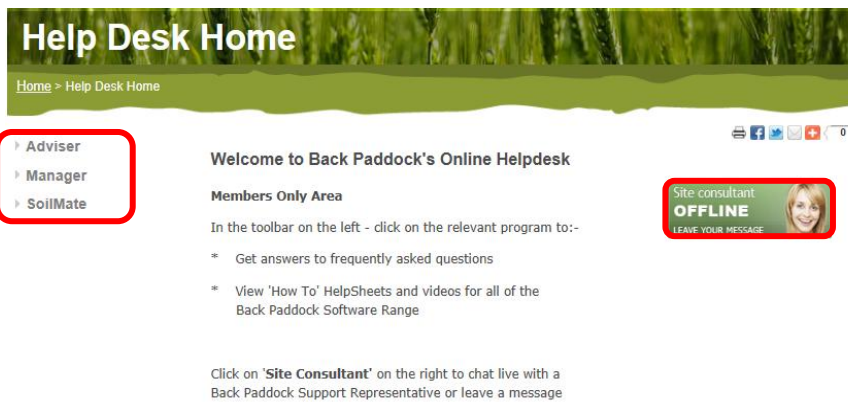 Help Desk Home
Home > Help Desk Home
0
Adviser
Manager
SoilMate
Welcome to Back Paddock's Online Helpdesk
Members Only Area
In the toolbar on the left - click on the relevant program to:-
* Get answers to frequently asked questions
* View 'How To' HelpSheets and videos for all of the
Back Paddock Software Range
Click on 'Site Consultant' on the right to chat live with a
Back Paddock Support Representative or leave a message
Site consultant
OFFLINE
LEAVE YOUR MESSAGE